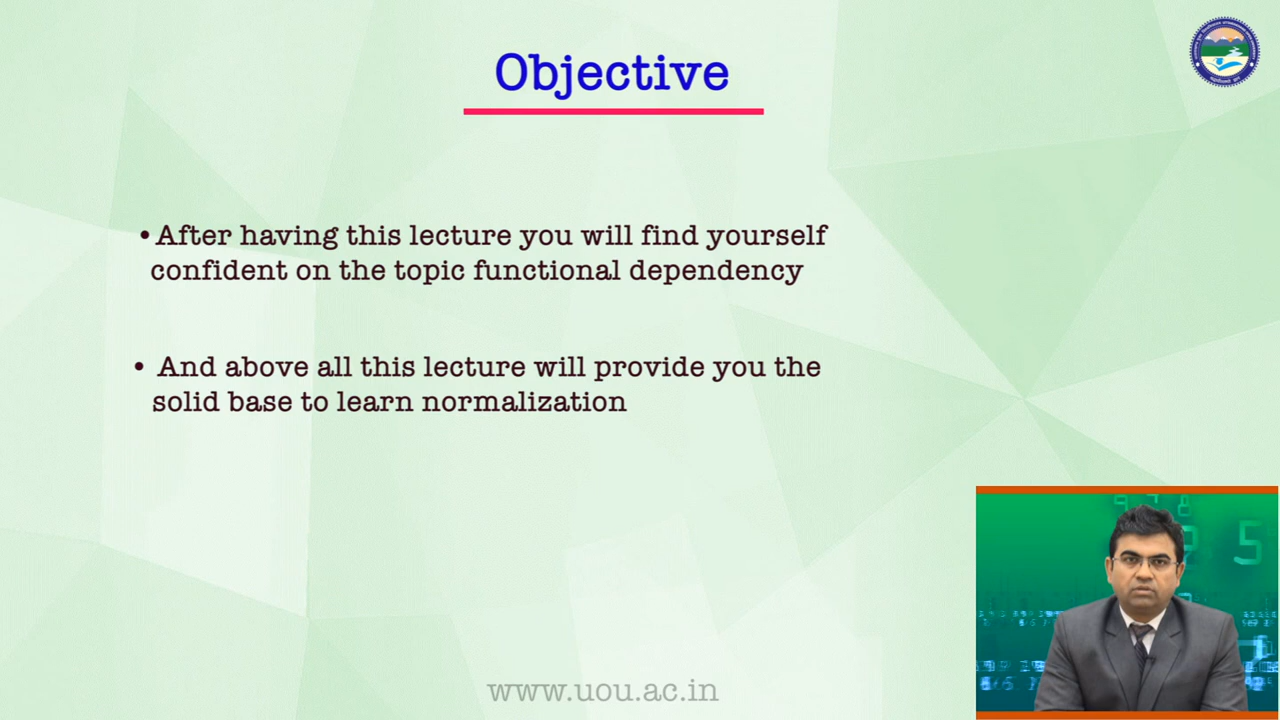 Objective
•After having this lecture you will find yourself
confident on the topic functional dependency
• And above all this lecture will provide you the
solid base to learn normalization
www.uou.ac.in